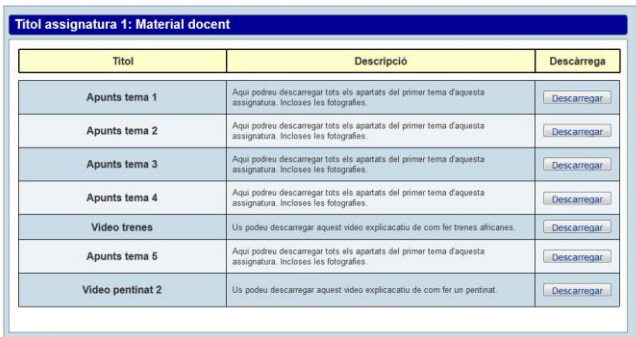 Titol assignatura 1: Material docent
Titol Descripció Descàrrega
Apunts tema 1 Aqui podreu descarregar tots els apartats del primer tema d'aquesta
assignatura. Incloses les fotografies. Descarregar
Apunts tema 2 Aqui podreu descarregar tots els apartats del primer tema d'aquesta
assignatura. Incloses les fotografies. Descarregar
Apunts tema 3 Aqui podreu descarregar tots els apartats del primer tema d'aquesta
assignatura. Incloses les fotografies. Descarregar
Apunts tema 4 Aqui podreu descarregar tots els apartats del primer tema d'aquesta
assignatura. Incloses les fotografies. Descarregar
Video trenes Us podeu descarregar aquest video explicacatiu de com fer trenes africanes. Descarregar
Apunts tema 5 Aqui podreu descarregar tots els apartats del primer tema d'aquesta
assignatura. Incloses les fotografies. Descarregar
Video pentinat 2 Us podeu descarregar aquest video explicacatiu de com fer un pentinat. Descarregar